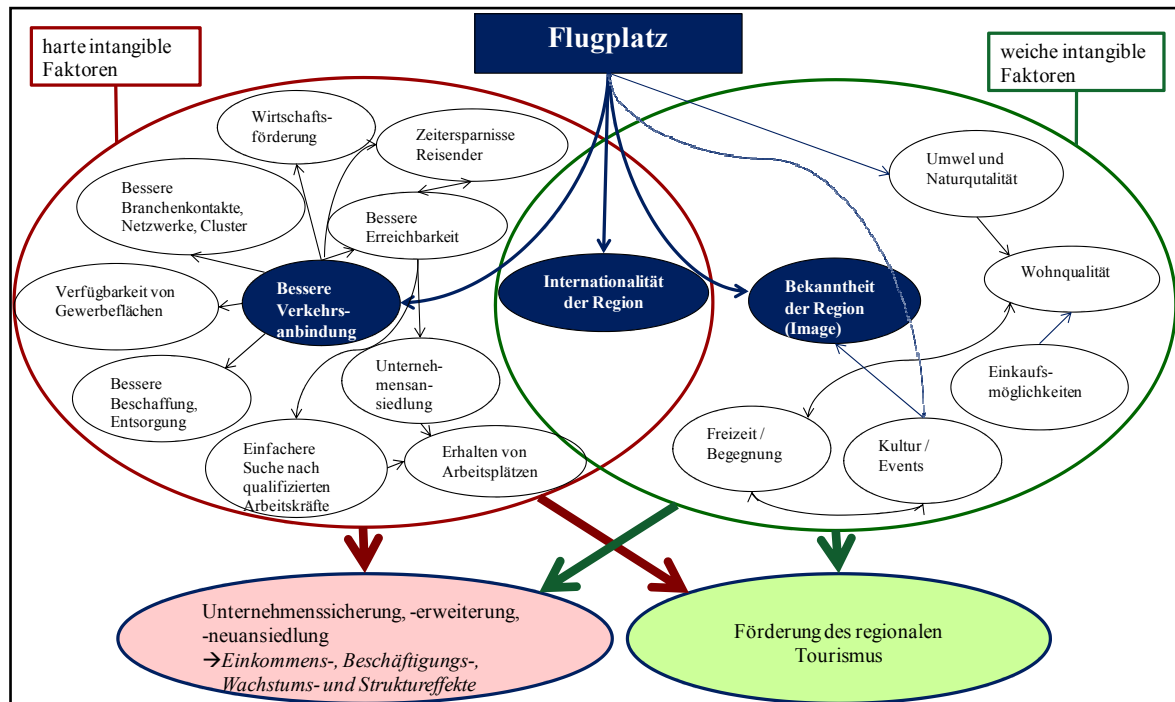 Flugplatz
harte intangible
Faktoren
weiche intangible
Faktoren
Wirtschafts-
förderung
Zeitersparnisse
Reisender
Umwel und
Naturqutalität
Bessere
Branchenkontakte,
Netzwerke, Cluster
Bessere
Erreichbarkeit
Wohnqualität
Verfügbarkeit von
Gewerbeflächen
Bessere
Verkehrs-
anbindung
Internationalität
der Region
Bekanntheit
der Region
(Image)
Bessere
Beschaffung,
Entsorgung
Unterneh-
mensan-
siedlung
Einkaufs-
möglichkeiten
Einfachere
Suche nach
qualifizierten
Arbeitskräfte
Erhalten von
Arbeitsplätzen
Freizeit /
Begegnung
Kultur /
Events
Unternehmenssicherung, -erweiterung,
-neuansiedlung
→Einkommens-, Beschäftigungs-,
Wachstums- und Struktureffekte
Förderung des regionalen
Tourismus